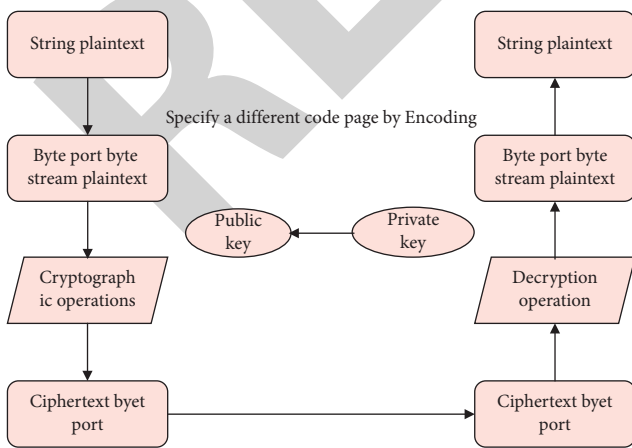 String plaintext
String plaintext
Specify a different code page by Encoding
Byte port byte
stream plaintext
Byte port byte
stream plaintext
Public
key
Private
key
Cryptograph
ic operations
Decryption
operation
Ciphertext byet
port
Ciphertext byet
port